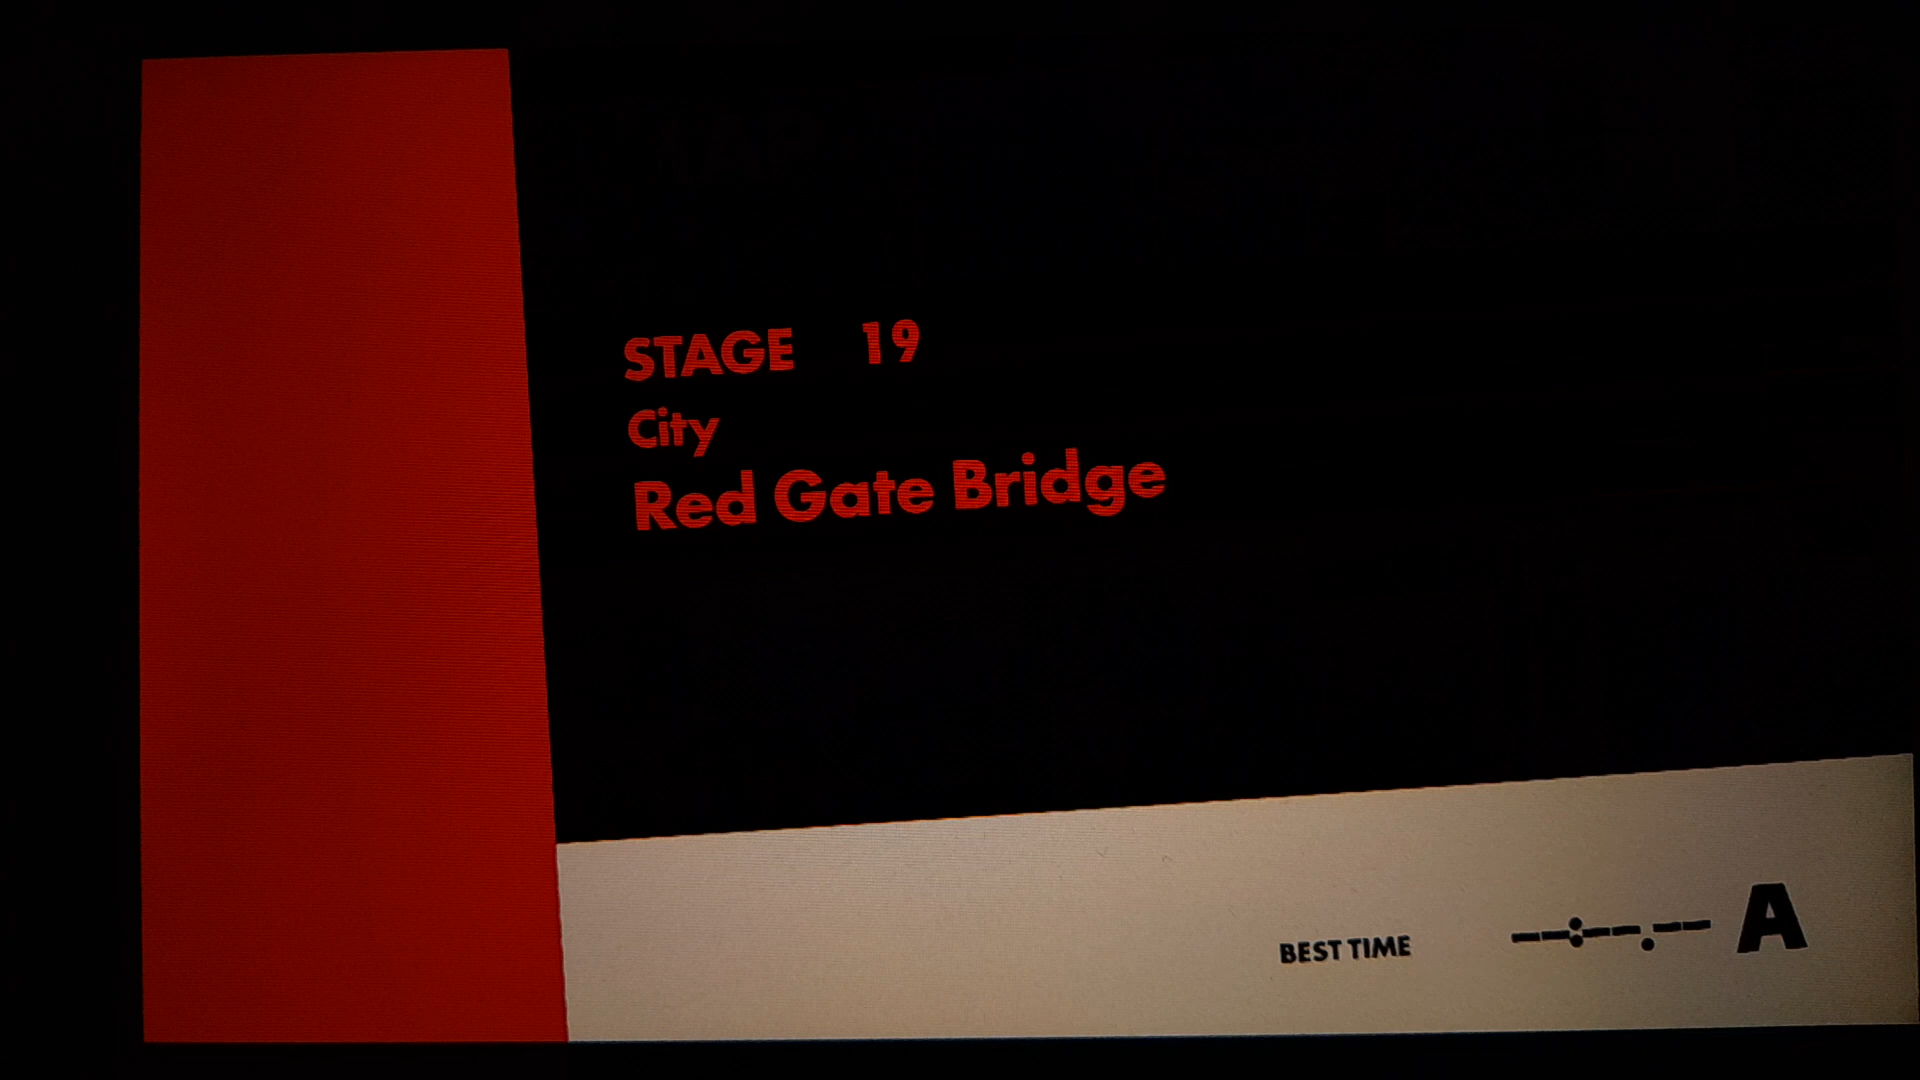 STAGE 19
City
Red Gate Bridge
BEST TIME --:--.-- A